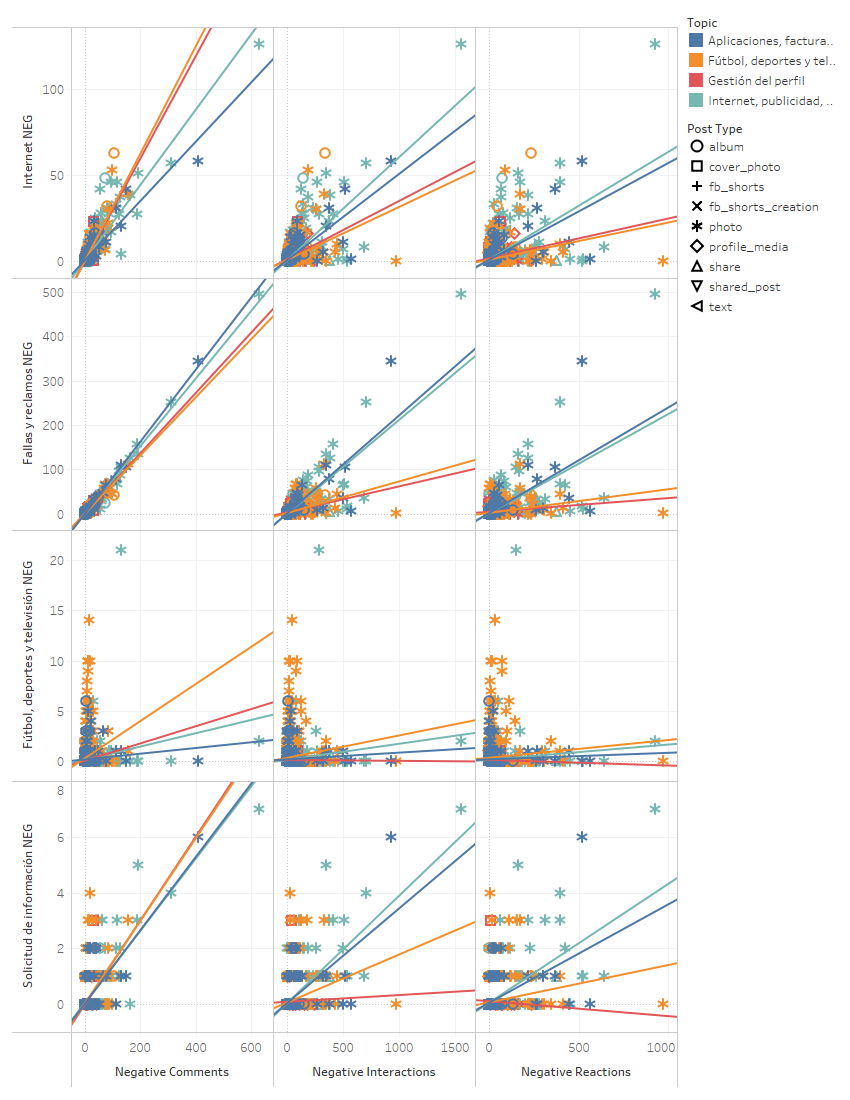 Topic
Aplicaciones, factura..
Fútbol, deportes y tel..
Gestión del perfil
Internet, publicidad, ..
Post Type
album
cover_photo
fb_shorts
fb_shorts_creation
photo
profile_media
share
shared_post
text
Internet NEG
100
50
0
Fallas y reclamos NEG
500
400
300
200
100
0
Fútbol, deportes y televisión NEG
20
15
10
5
0
Solicitud de información NEG
8
6
4
2
0
0 200 400 600
0 500 1000 1500
0 500 1000
Negative Comments
Negative Interactions
Negative Reactions